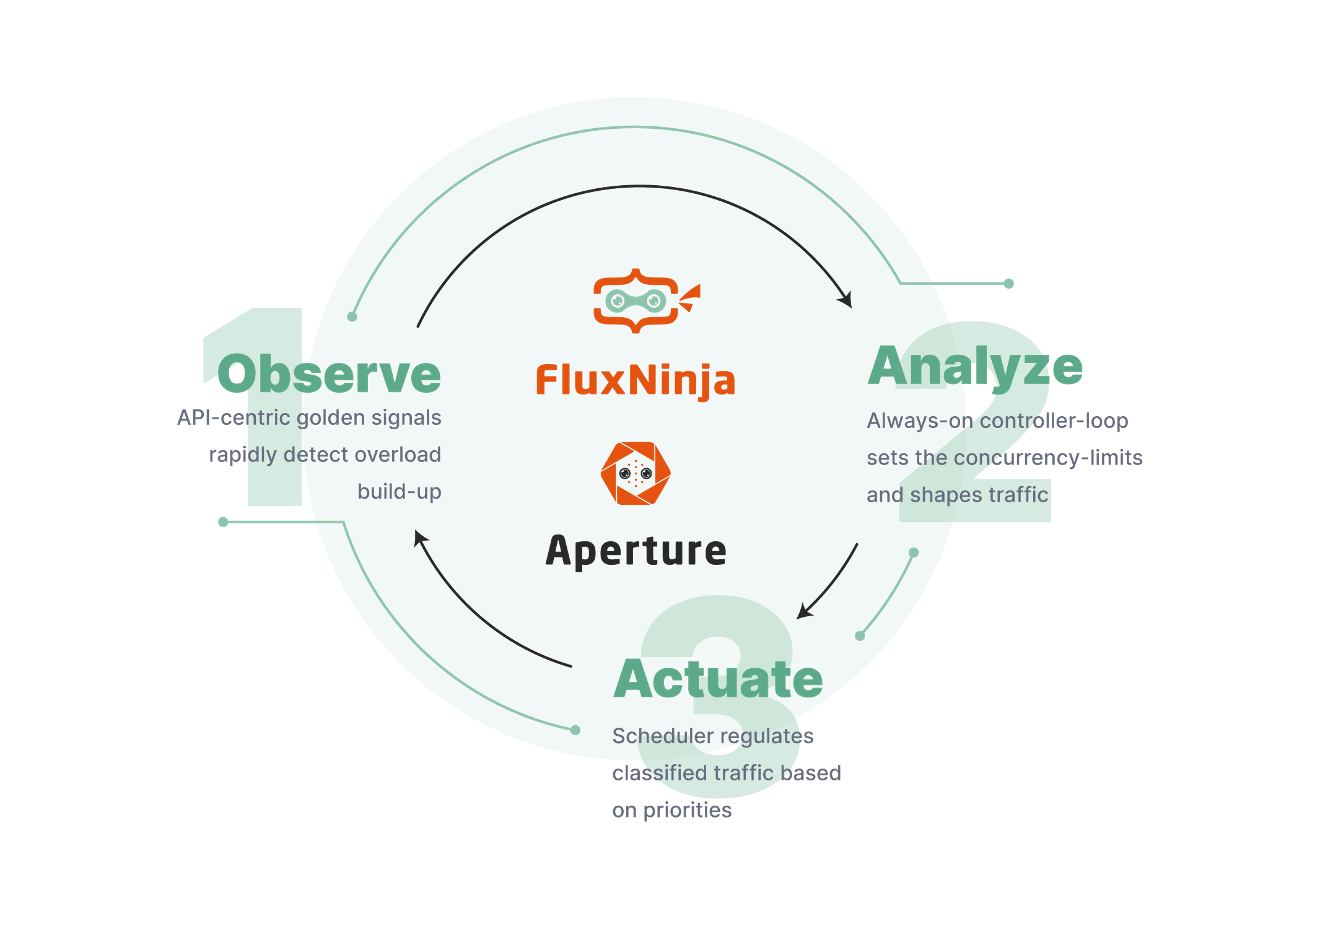 FluxNinja
Aperture
1
Observe
API-centric golden signals
rapidly detect overload
build-up
2
Analyze
Always-on controller-loop
sets the concurrency-limits
and shapes traffic
3
Actuate
Scheduler regulates
classified traffic based
on priorities